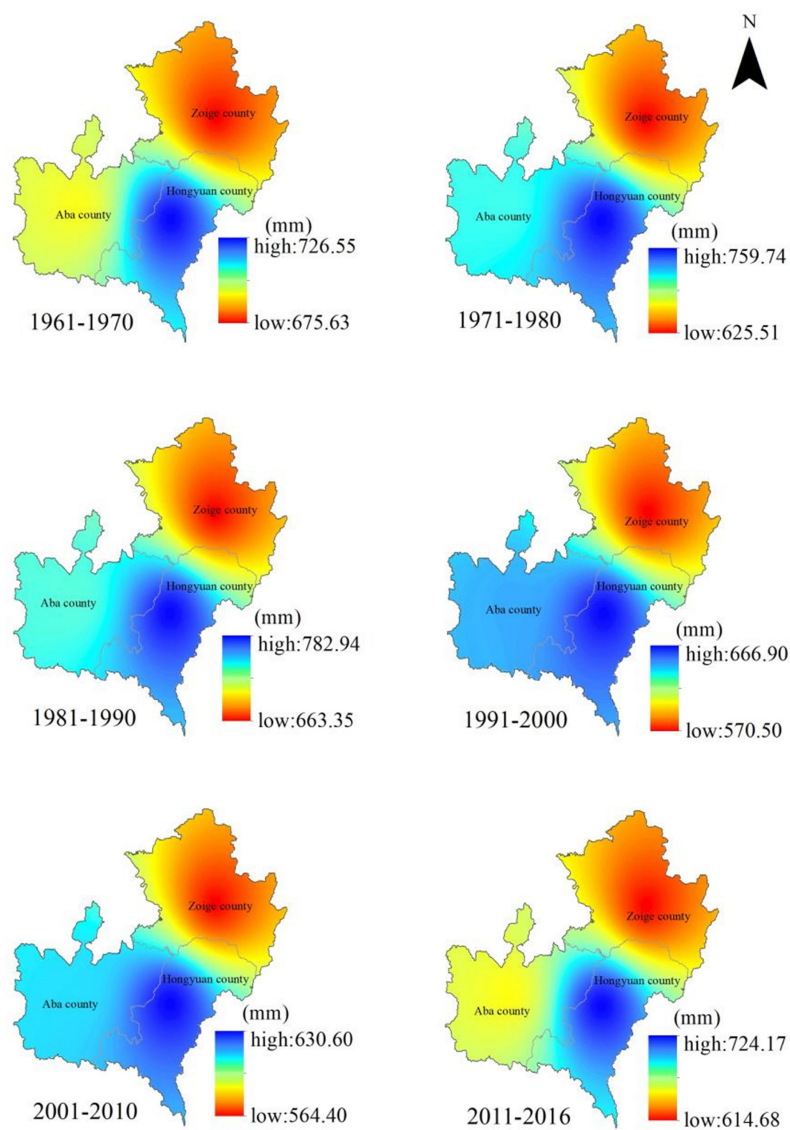 N
Zoige county
Hongyuan county
Aba county
(mm)
high:726.55
low:675.63
1961-1970
Zoige county
Hongyuan county
Aba county
(mm)
high:759.74
low:625.51
1971-1980
Zoige county
Hongyuan county
Aba county
(mm)
high:782.94
low:663.35
1981-1990
Zoige county
Hongyuan county
Aba county
(mm)
high:666.90
low:570.50
1991-2000
Zoige county
Hongyuan county
Aba county
(mm)
high:630.60
low:564.40
2001-2010
Zoige county
Hongyuan county
Aba county
(mm)
high:724.17
low:614.68
2011-2016